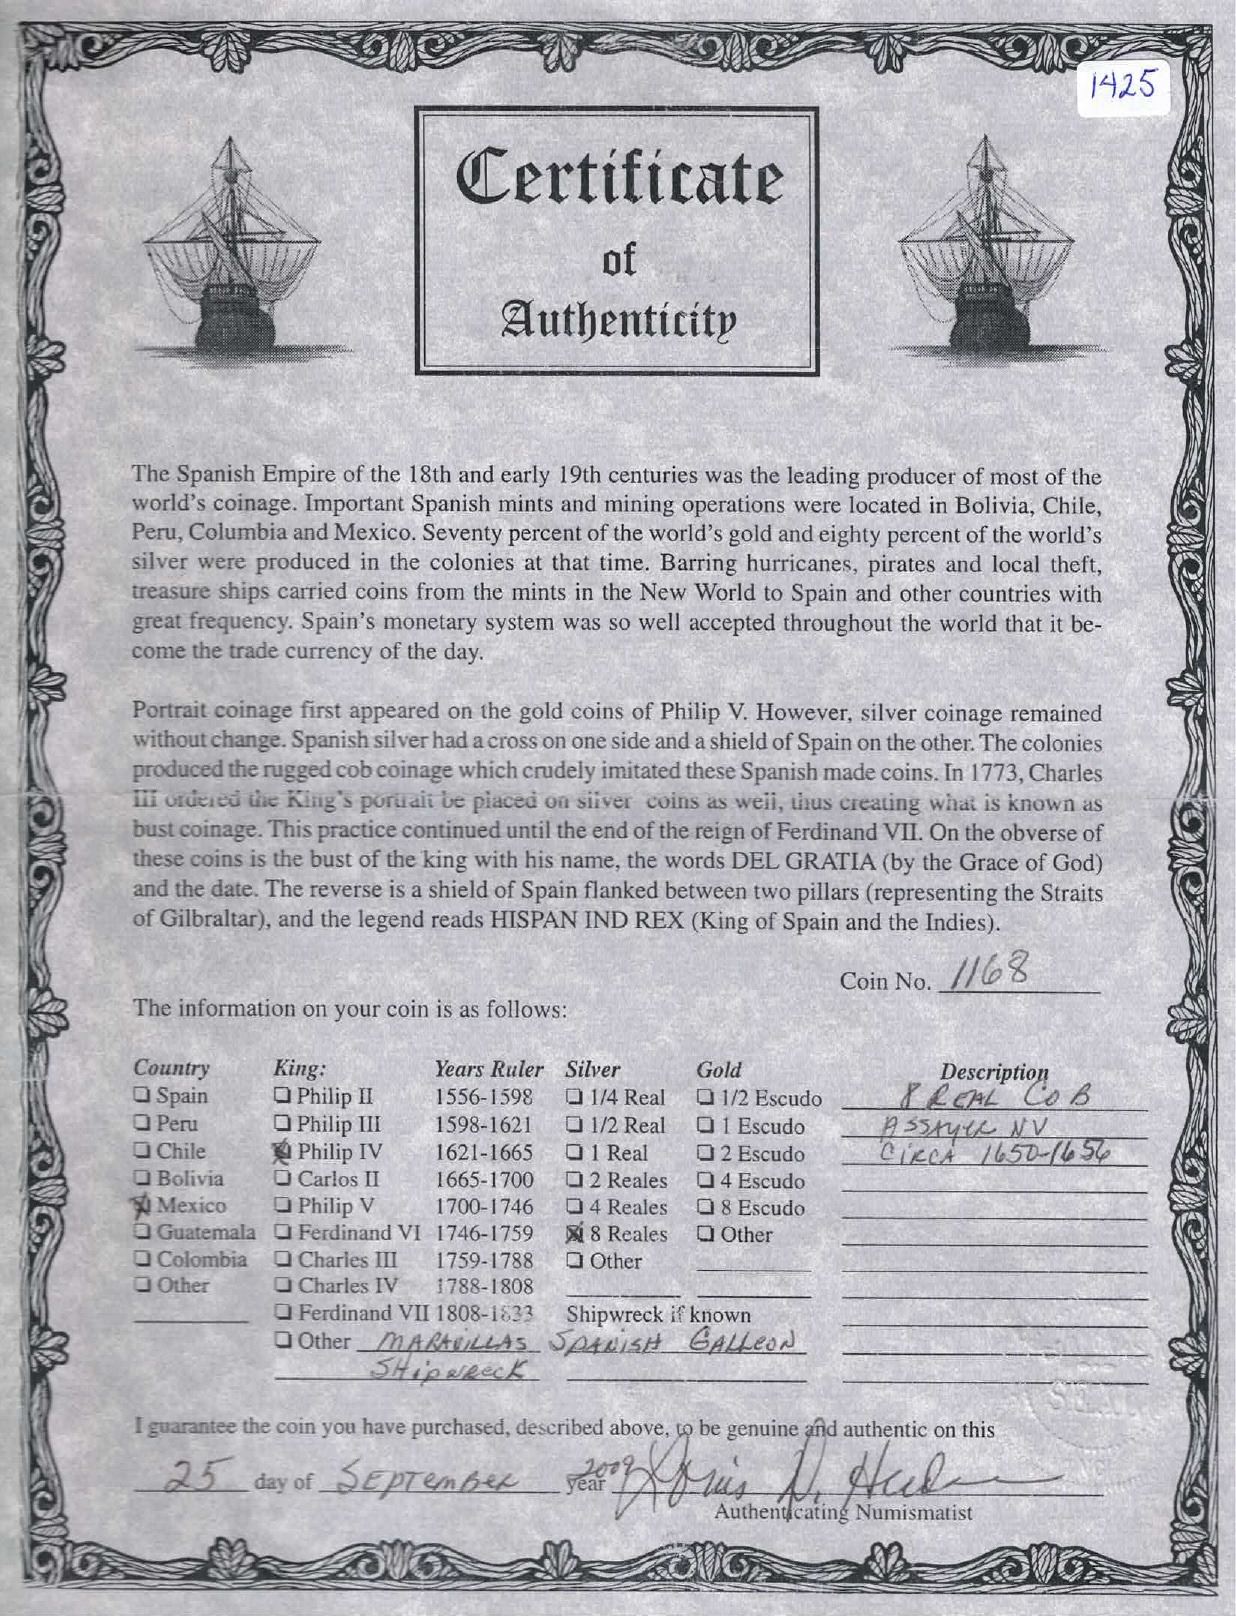 1425
Certificate
of
Authenticity
The Spanish Empire of the 18th and early 19th centuries was the leading producer of most of the
world's coinage. Important Spanish mints and mining operations were located in Bolivia, Chile,
Peru, Columbia and Mexico. Seventy percent of the world's gold and eighty percent of the world's
silver were produced in the colonies at that time. Barring hurricanes, pirates and local theft,
treasure ships carried coins from the mints in the New World to Spain and other countries with
great frequency. Spain's monetary system was so well accepted throughout the world that it be-
come the trade currency of the day.
Portrait coinage first appeared on the gold coins of Philip V. However, silver coinage remained
without change. Spanish silver had a cross on one side and a shield of Spain on the other. The colonies
produced the rugged cob coinage which crudely imitated these Spanish made coins. In 1773, Charles
III ordered the King's portrait be placed on silver coins as well, thus creating what is known as
bust coinage. This practice continued until the end of the reign of Ferdinand VII. On the obverse of
these coins is the bust of the king with his name, the words DEL GRATIA (by the Grace of God)
and the date. The reverse is a shield of Spain flanked between two pillars (representing the Straits
of Gilbraltar), and the legend reads HISPAN IND REX (King of Spain and the Indies).
Coin No. 1168
The information on your coin is as follows:
Country King: Years Ruler Silver Gold Description
❏ Spain ❏ Philip II 1556-1598 ❏ 1/4 Real ❏ 1/2 Escudo 8 REAL COB
❏ Peru ❏ Philip III 1598-1621 ❏ 1/2 Real ❏ 1 Escudo ASSAYER NV
❏ Chile ☒ Philip IV 1621-1665 ❏ 1 Real ❏ 2 Escudo CIRCA 1650-1656
❏ Bolivia ❏ Carlos II 1665-1700 ❏ 2 Reales ❏ 4 Escudo
☒ Mexico ❏ Philip V 1700-1746 ❏ 4 Reales ❏ 8 Escudo
❏ Guatemala ❏ Ferdinand VI 1746-1759 ☒ 8 Reales ❏ Other
❏ Colombia ❏ Charles III 1759-1788 ❏ Other
❏ Other ❏ Charles IV 1788-1808
❏ Ferdinand VII 1808-1833 Shipwreck if known
❏ Other MARAVILLAS SPANISH GALLEON
SHIPWRECK
I guarantee the coin you have purchased, described above, to be genuine and authentic on this
25 day of SEPTEMBER year 2009
Authenticating Numismatist